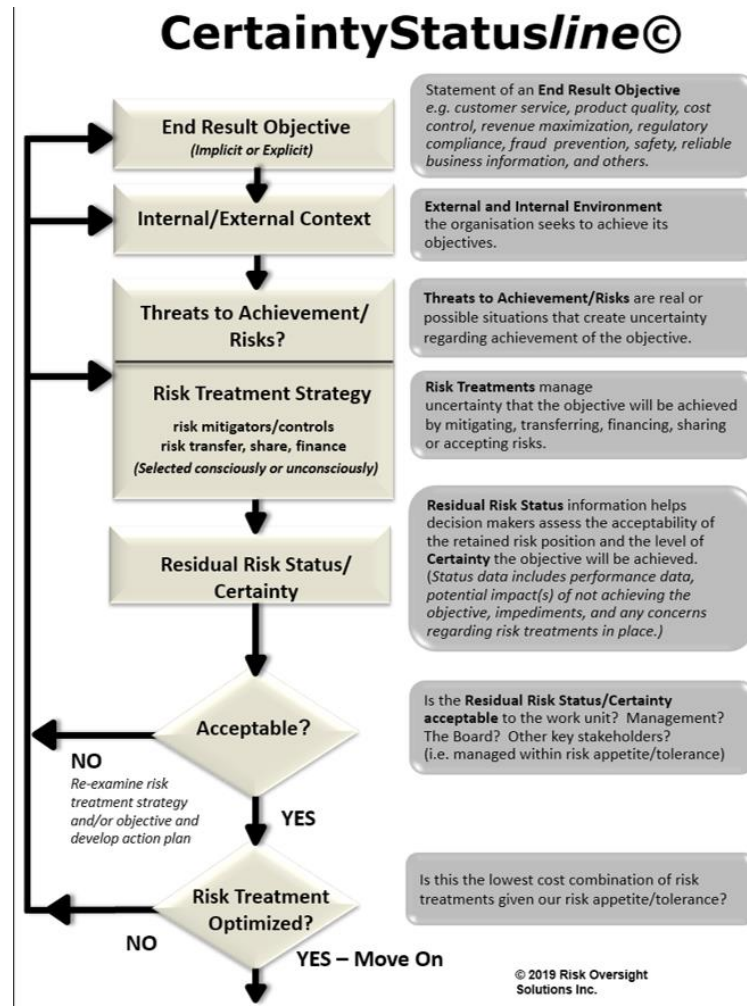 CertaintyStatusline©
End Result Objective
(Implicit or Explicit)
Statement of an End Result Objective
e.g. customer service, product quality, cost
control, revenue maximization, regulatory
compliance, fraud prevention, safety, reliable
business information, and others.
Internal/External Context
External and Internal Environment
the organisation seeks to achieve its
objectives.
Threats to Achievement/
Risks?
Threats to Achievement/Risks are real or
possible situations that create uncertainty
regarding achievement of the objective.
Risk Treatment Strategy
risk mitigators/controls
risk transfer, share, finance
(Selected consciously or unconsciously)
Risk Treatments manage
uncertainty that the objective will be achieved
by mitigating, transferring, financing, sharing
or accepting risks.
Residual Risk Status/
Certainty
Residual Risk Status information helps
decision makers assess the acceptability of
the retained risk position and the level of
Certainty the objective will be achieved.
(Status data includes performance data,
potential impact(s) of not achieving the
objective, impediments, and any concerns
regarding risk treatments in place.)
Acceptable?
Is the Residual Risk Status/Certainty
acceptable to the work unit? Management?
The Board? Other key stakeholders?
(i.e. managed within risk appetite/tolerance)
NO
Re-examine risk
treatment strategy
and/or objective and
develop action plan
YES
Risk Treatment
Optimized?
Is this the lowest cost combination of risk
treatments given our risk appetite/tolerance?
NO
YES – Move On
© 2019 Risk Oversight
Solutions Inc.